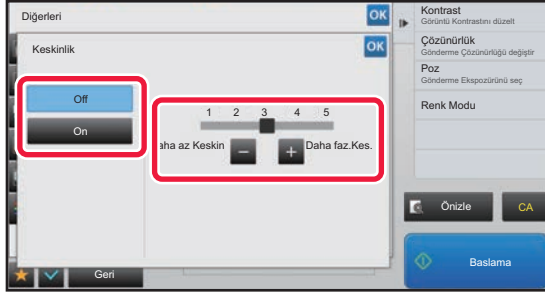 Diğerleri
OK
Keskinlik
OK
Off
On
1 2 3 4 5
aha az Keskin
Daha faz.Kes.
Geri
Kontrast
Görüntü Kontrastını düzelt
Çözünürlük
Gönderme Çözünürlüğü değiştir
Poz
Gönderme Ekspozürünü seç
Renk Modu
Önizle
CA
Baslama